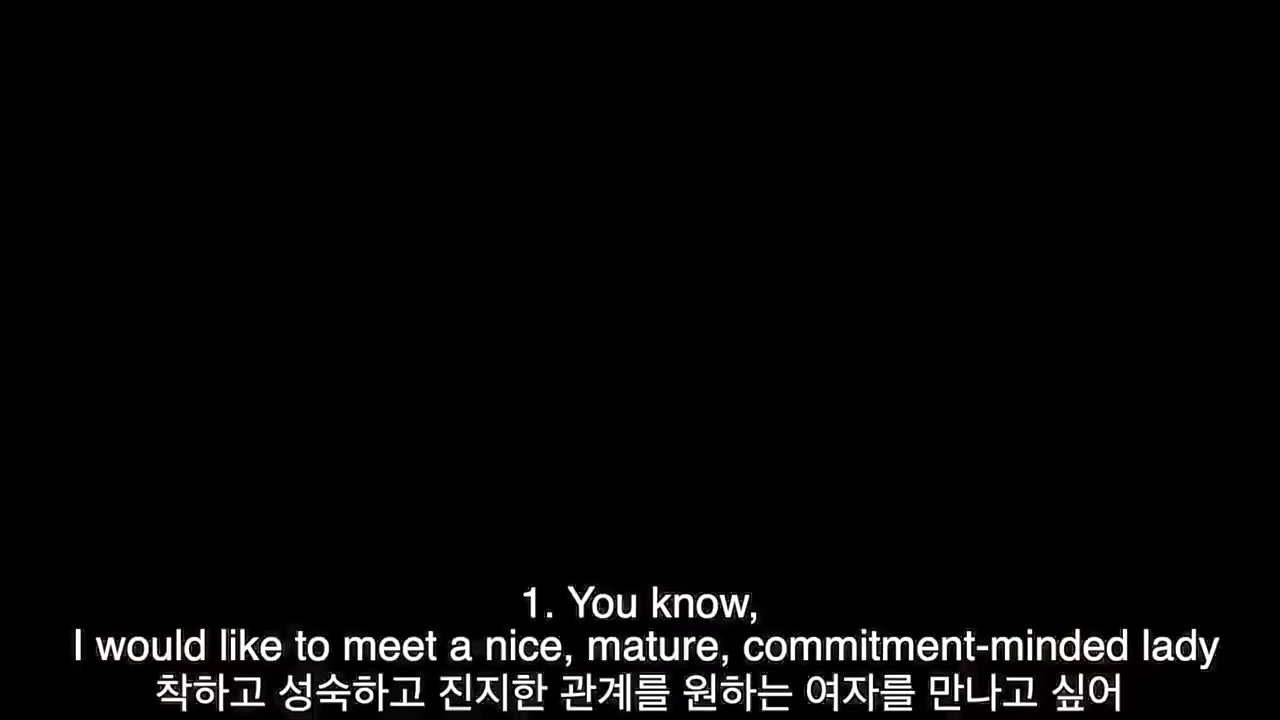 1. You know,
I would like to meet a nice, mature, commitment-minded lady
착하고 성숙하고 진지한 관계를 원하는 여자를 만나고 싶어